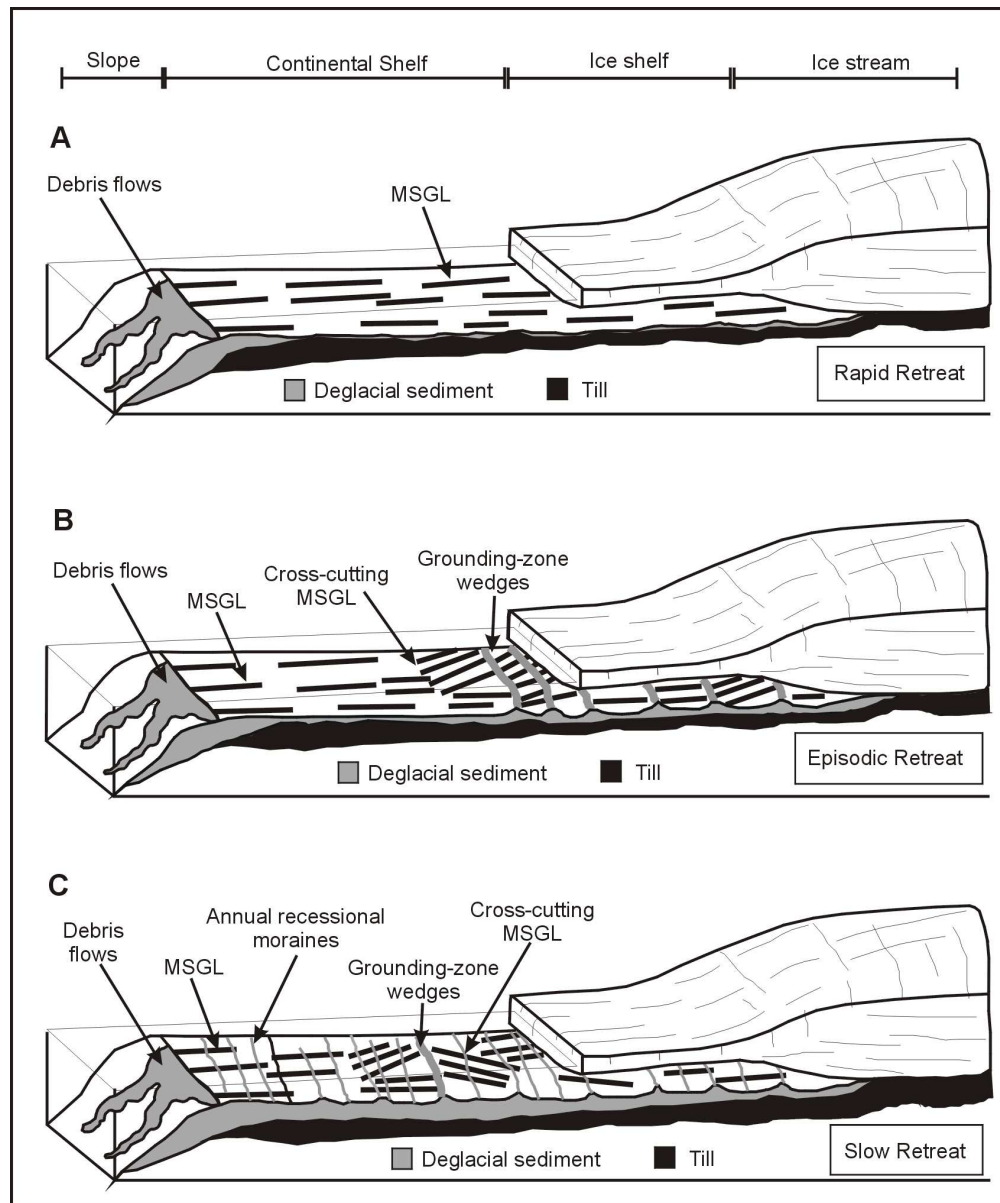 Slope
Continental Shelf
Ice shelf
Ice stream
A
Debris flows
MSGL
Deglacial sediment
Till
Rapid Retreat
B
Debris flows
MSGL
Cross-cutting
MSGL
Grounding-zone
wedges
Deglacial sediment
Till
Episodic Retreat
C
Debris
flows
MSGL
Annual recessional
moraines
Grounding-zone
wedges
Cross-cutting
MSGL
Deglacial sediment
Till
Slow Retreat